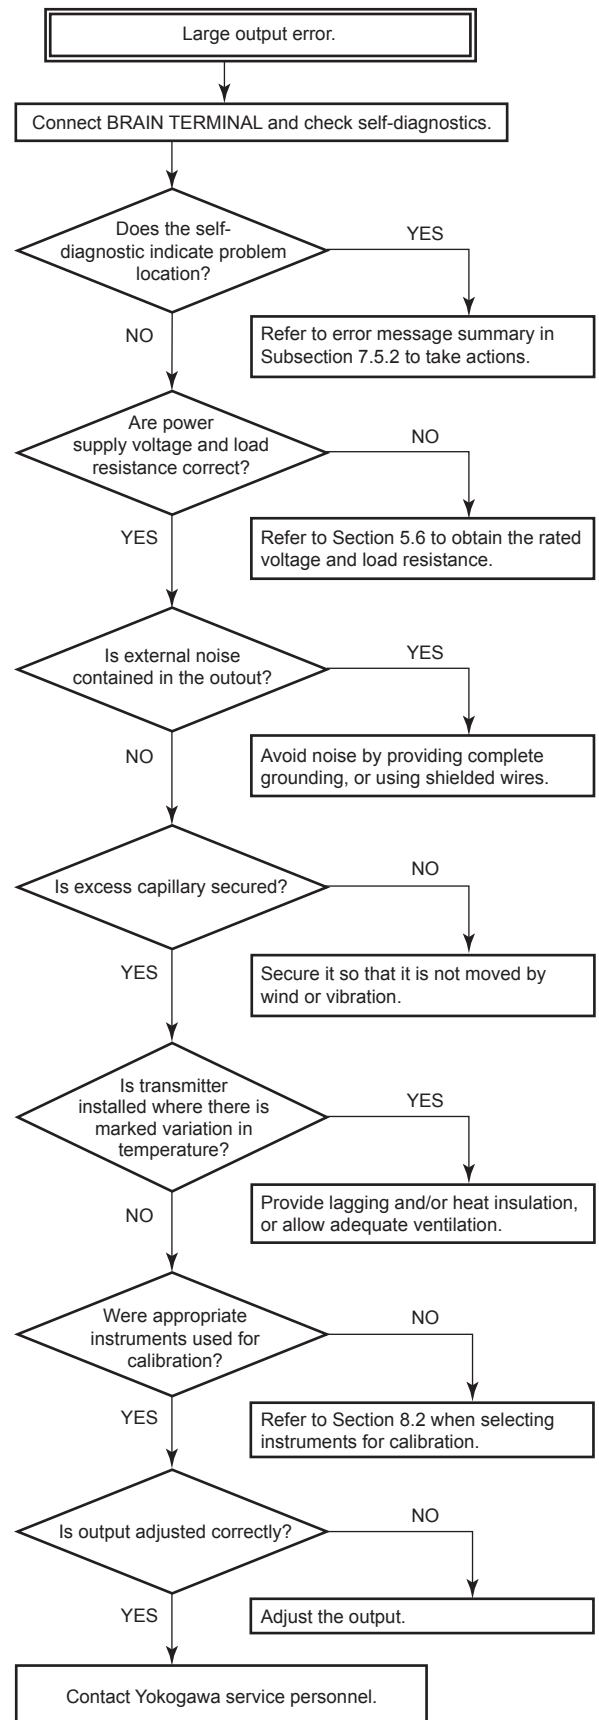 Large output error.
Connect BRAIN TERMINAL and check self-diagnostics.
Does the self-
diagnostic indicate problem
location?
YES
NO
Refer to error message summary in
Subsection 7.5.2 to take actions.
Are power
supply voltage and load
resistance correct?
NO
YES
Refer to Section 5.6 to obtain the rated
voltage and load resistance.
Is external noise
contained in the outout?
YES
NO
Avoid noise by providing complete
grounding, or using shielded wires.
Is excess capillary secured?
NO
YES
Secure it so that it is not moved by
wind or vibration.
Is transmitter
installed where there is
marked variation in
temperature?
YES
NO
Provide lagging and/or heat insulation,
or allow adequate ventilation.
Were appropriate
instruments used for
calibration?
NO
YES
Refer to Section 8.2 when selecting
instruments for calibration.
Is output adjusted correctly?
NO
YES
Adjust the output.
Contact Yokogawa service personnel.